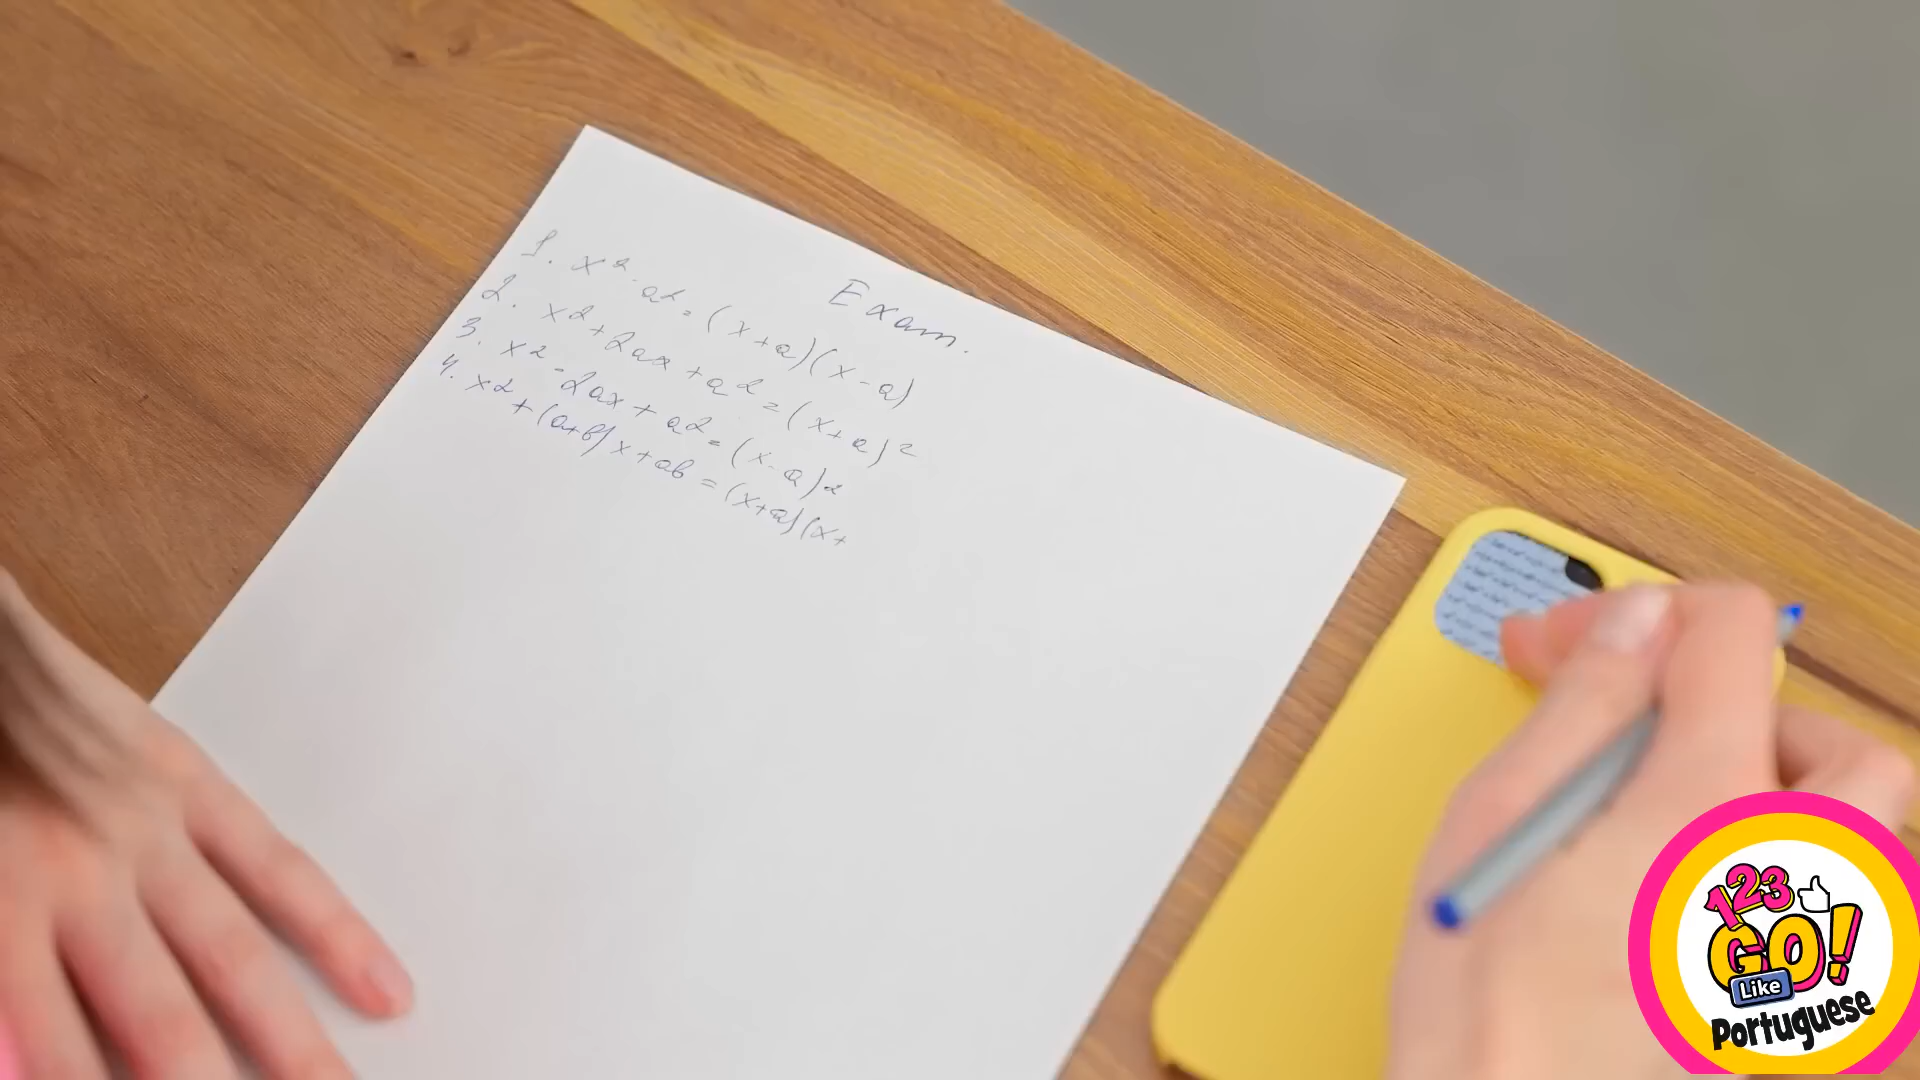 Exam.
1. x² - a² = (x+a)(x-a)
2. x² + 2ax + a² = (x+a)²
3. x² - 2ax + a² = (x-a)²
4. x² + (a+b)x + ab = (x+a)(x+
123
GO!
Like
Portuguese